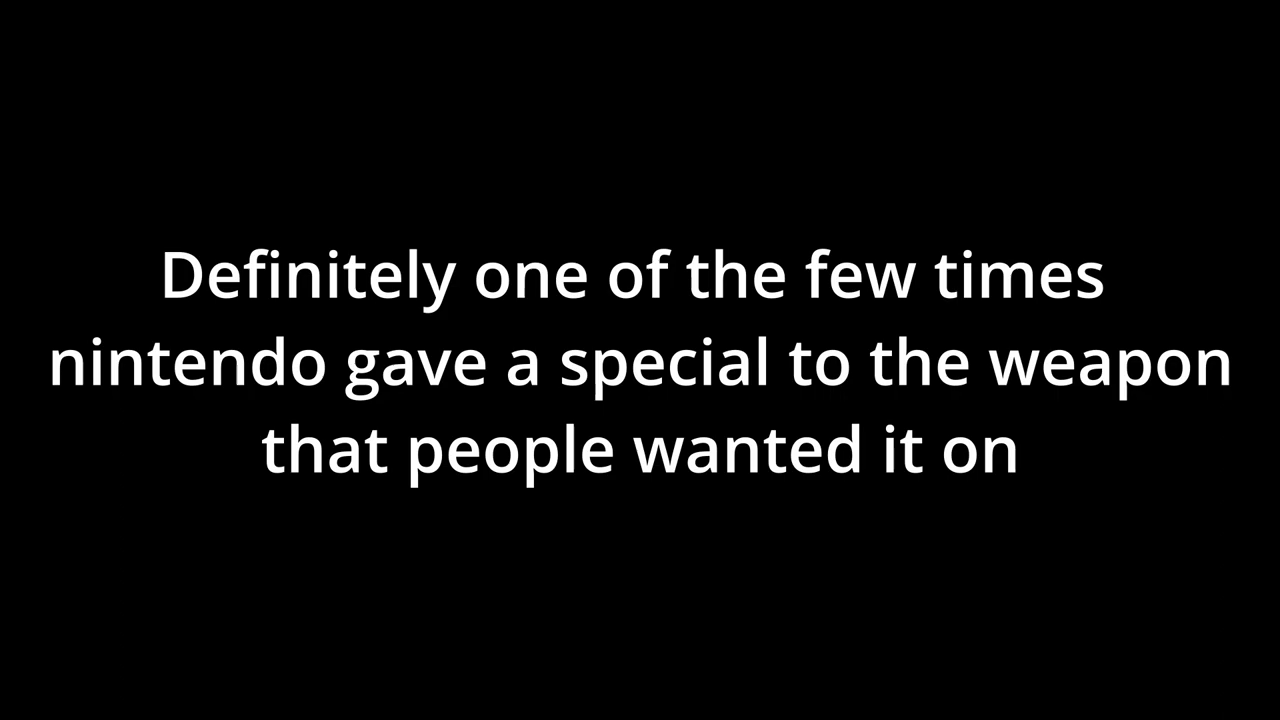 Definitely one of the few times
nintendo gave a special to the weapon
that people wanted it on